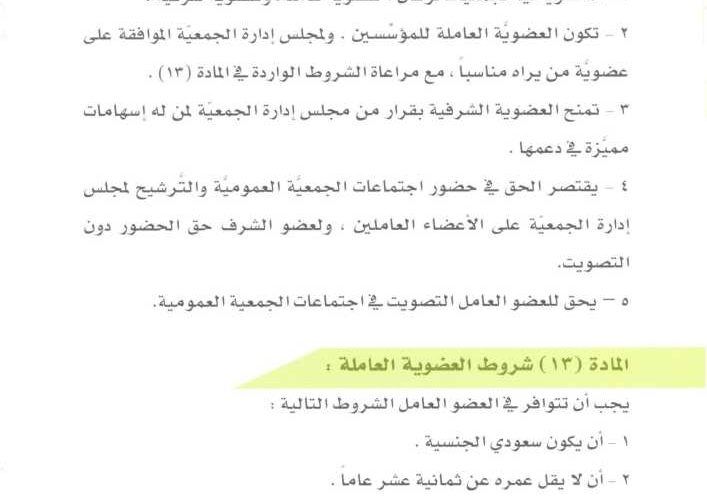 ٢ - تكون العضويَّة العاملة للمؤسِّسين . ولمجلس إدارة الجمعيّة الموافقة على
عضويَّة من يراه مناسباً ، مع مراعاة الشروط الواردة في المادة (١٣) .
٣ - تمنح العضوية الشرفية بقرار من مجلس إدارة الجمعيّة لمن له إسهامات
مميَّزة في دعمها .
٤ - يقتصر الحق في حضور اجتماعات الجمعيَّة العموميَّة والتَّرشيح لمجلس
إدارة الجمعيَّة على الأعضاء العاملين ، ولعضو الشرف حق الحضور دون
التصويت.
٥ – يحق للعضو العامل التصويت في اجتماعات الجمعية العمومية.
المادة (١٣) شروط العضوية العاملة :
يجب أن تتوافر في العضو العامل الشروط التالية :
١ - أن يكون سعودي الجنسية .
٢ - أن لا يقل عمره عن ثمانية عشر عاماً .